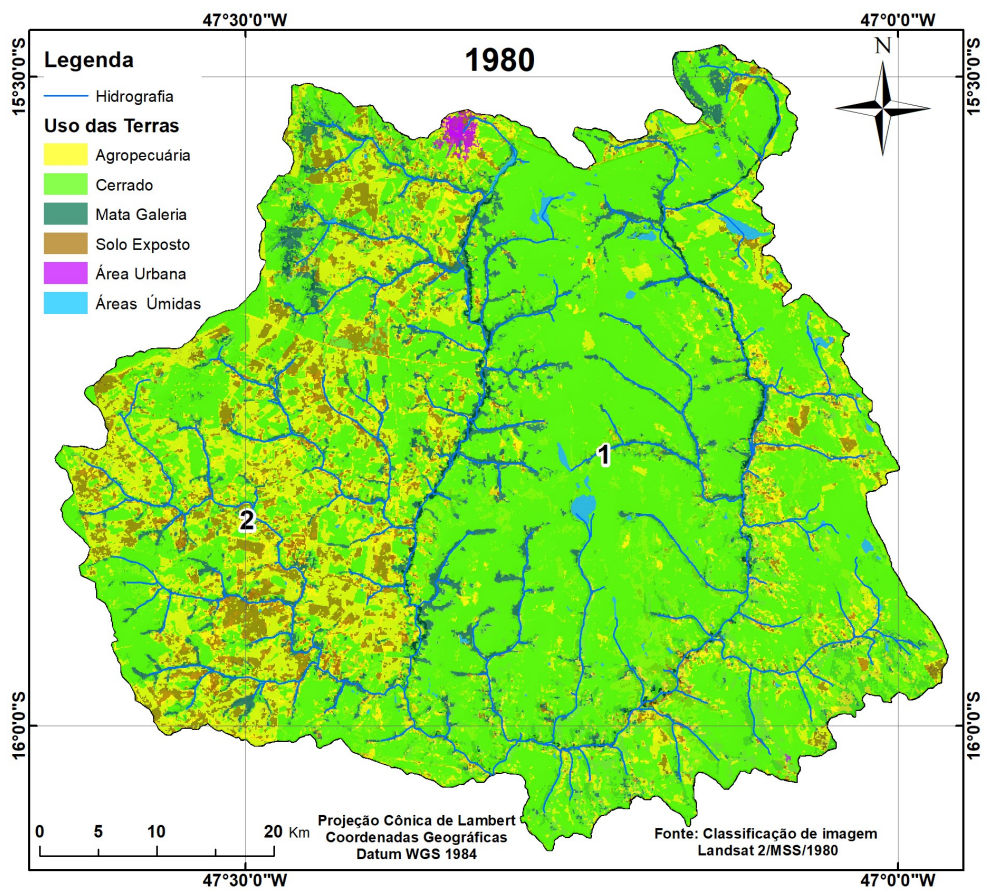 47°30'0"W
47°0'0"W
Legenda
1980
N
15°30'0"S
15°30'0"S
Hidrografia
Uso das Terras
Agropecuária
Cerrado
Mata Galeria
Solo Exposto
Área Urbana
Áreas Úmidas
1
2
16°0'0"S
16°0'0"S
0 5 10 20 Km
Projeção Cônica de Lambert
Coordenadas Geográficas
Datum WGS 1984
Fonte: Classificação de imagem
Landsat 2/MSS/1980
47°30'0"W
47°0'0"W